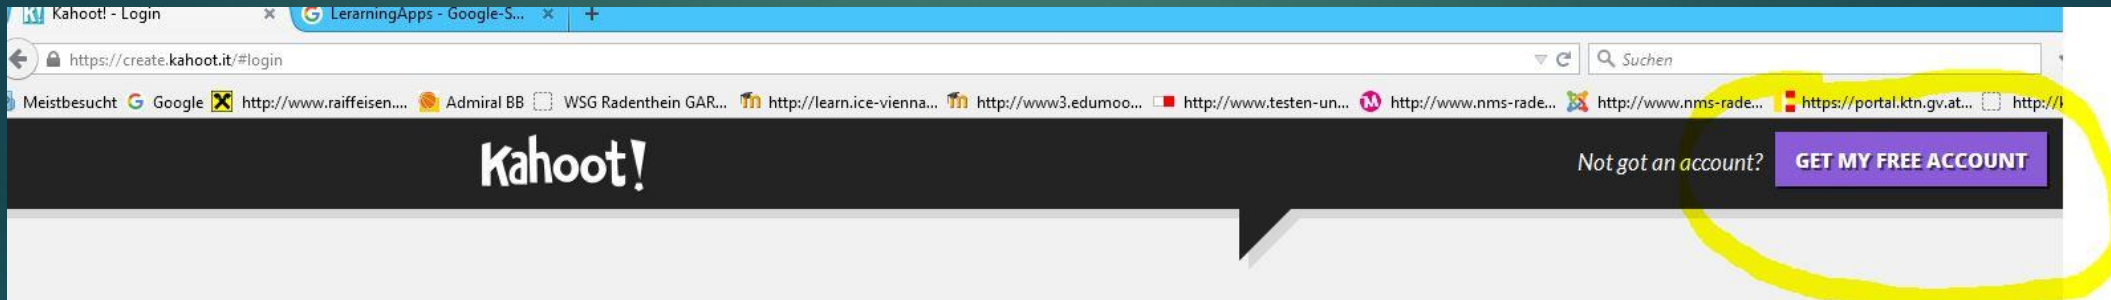 Kahoot! - Login LerarningApps - Google-S...
https://create.kahoot.it/#login Suchen
Meistbesucht Google http://www.raiffeisen.... Admiral BB WSG Radenthein GAR... http://learn.ice-vienna... http://www3.edumoo... http://www.testen-un... http://www.nms-rade... http://www.nms-rade... https://portal.ktn.gv.at... http://k
Kahoot! Not got an account? GET MY FREE ACCOUNT